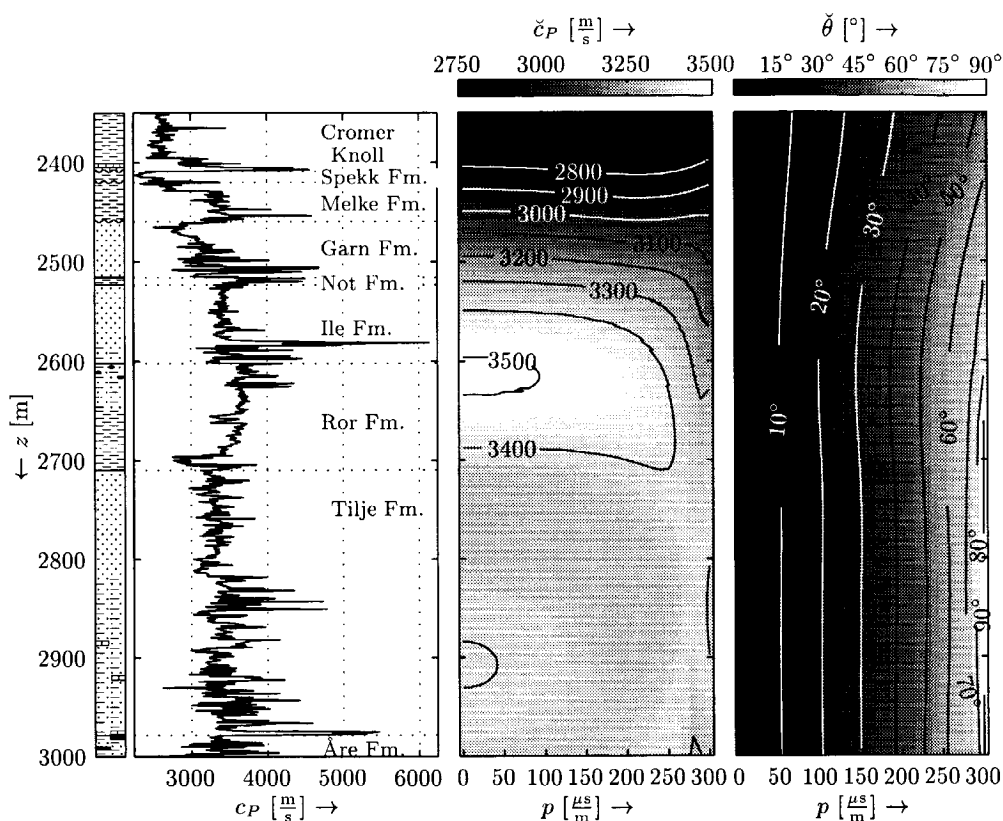 č_P [m/s] →
θ̆ [°] →
2750 3000 3250 3500
15° 30° 45° 60° 75° 90°
← z [m]
2400
2500
2600
2700
2800
2900
3000
Cromer
Knoll
Spekk Fm.
Melke Fm.
Garn Fm.
Not Fm.
Ile Fm.
Ror Fm.
Tilje Fm.
Åre Fm.
2800
2900
3000
3100
3200
3300
3500
3400
10°
20°
30°
40°
50°
60°
80°
90°
70°
3000 4000 5000 6000
0 50 100 150 200 250 300
0 50 100 150 200 250 300
c_P [m/s] →
p [μs/m] →
p [μs/m] →